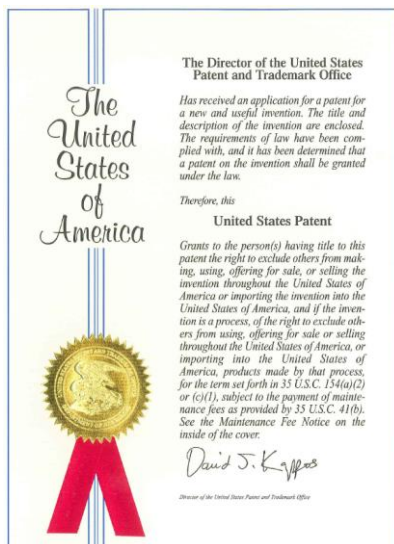 The
United
States
of
America
The Director of the United States
Patent and Trademark Office
Has received an application for a patent for
a new and useful invention. The title and
description of the invention are enclosed.
The requirements of law have been com-
plied with, and it has been determined that
a patent on the invention shall be granted
under the law.
Therefore, this
United States Patent
Grants to the person(s) having title to this
patent the right to exclude others from mak-
ing, using, offering for sale, or selling the
invention throughout the United States of
America or importing the invention into the
United States of America, and if the inven-
tion is a process, of the right to exclude oth-
ers from using, offering for sale or selling
throughout the United States of America, or
importing into the United States of
America, products made by that process,
for the term set forth in 35 U.S.C. 154(a)(2)
or (c)(1), subject to the payment of mainte-
nance fees as provided by 35 U.S.C. 41(b).
See the Maintenance Fee Notice on the
inside of the cover.
David J. Kappos
Director of the United States Patent and Trademark Office